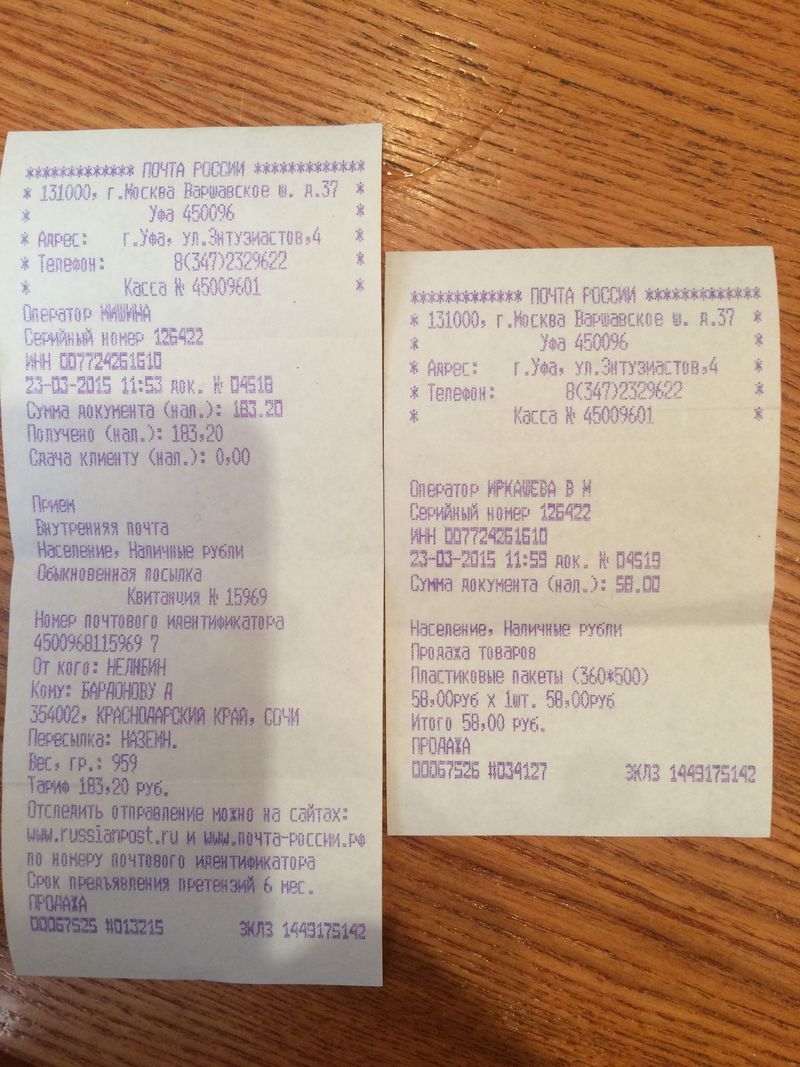 ************* ПОЧТА РОССИИ *************
* 131000, г.Москва Варшавское ш. д.37 *
* Уфа 450096 *
* Адрес: г.Уфа, ул.Энтузиастов,4 *
* Телефон: 8(347)2329622 *
* Касса № 45009601 *
Оператор МИШИНА
Серийный номер 126422
ИНН 007724261610
23-03-2015 11:53 док. № 04518
Сумма документа (нал.): 183.20
Получено (нал.): 183,20
Сдача клиенту (нал.): 0,00
Прием
Внутренняя почта
Население, Наличные рубли
Обыкновенная посылка
Квитанция № 15969
Номер почтового идентификатора
4500968115969 7
От кого: НЕЛЮБИН
Кому: БАРДОНОВУ А
354002, КРАСНОДАРСКИЙ КРАЙ, СОЧИ
Пересылка: НАЗЕМН.
Вес, гр.: 959
Тариф 183,20 руб.
Отследить отправление можно на сайтах:
www.russianpost.ru и www.почта-россии.рф
по номеру почтового идентификатора
Срок предъявления претензий 6 мес.
ПРОДАЖА
00067525 #013215 ЭКЛЗ 1449175142
************* ПОЧТА РОССИИ *************
* 131000, г.Москва Варшавское ш. д.37 *
* Уфа 450096 *
* Адрес: г.Уфа, ул.Энтузиастов,4 *
* Телефон: 8(347)2329622 *
* Касса № 45009601 *
Оператор ИРКАШЕВА В М
Серийный номер 126422
ИНН 007724261610
23-03-2015 11:59 док. № 04519
Сумма документа (нал.): 58.00
Население, Наличные рубли
Продажа товаров
Пластиковые пакеты (360*500)
58,00руб X 1шт. 58,00руб
Итого 58,00 руб.
ПРОДАЖА
00067526 #034127 ЭКЛЗ 1449175142